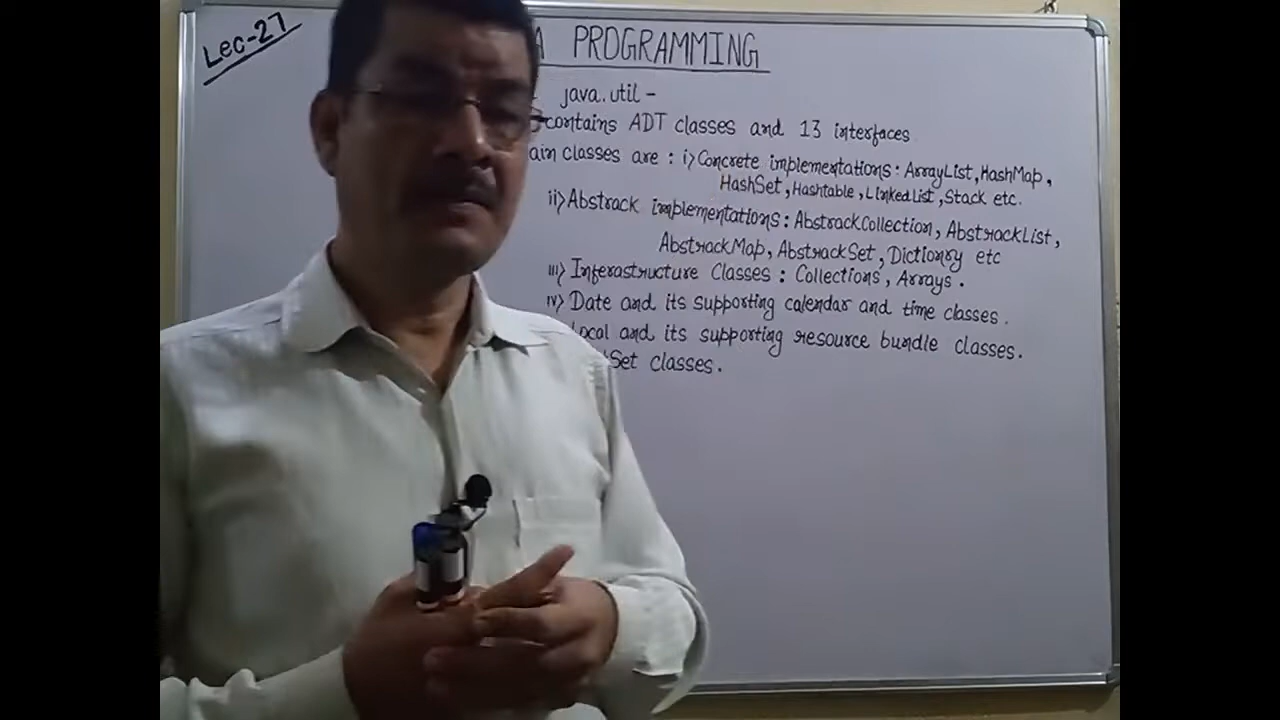 Lec-27
A PROGRAMMING
java.util -
contains ADT classes and 13 interfaces
ain classes are : i) Concrete implementations : ArrayList, HashMap,
HashSet, Hashtable, LinkedList, Stack etc.
ii) Abstrack implementations : AbstrackCollection, AbstrackList,
AbstrackMap, AbstrackSet, Dictionry etc
iii) Inferastructure Classes : Collections, Arrays.
iv) Date and its supporting calendar and time classes.
Local and its supporting resource bundle classes.
Set classes.